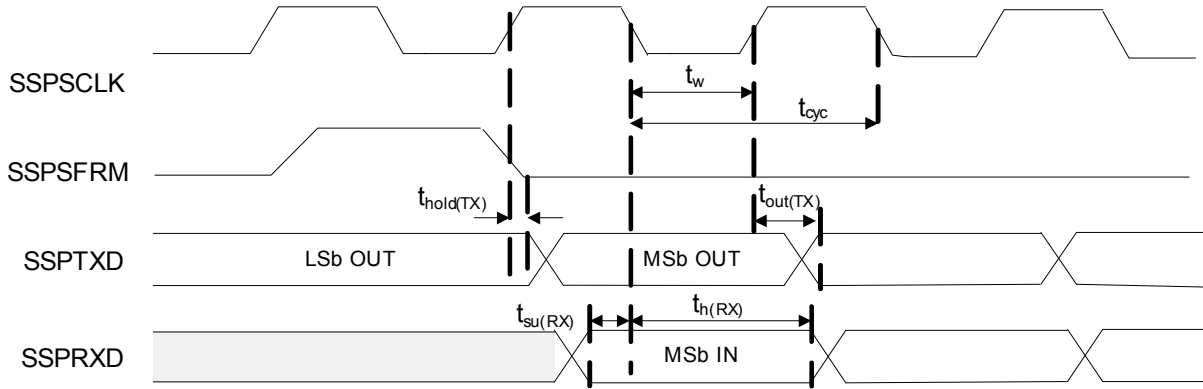 SSPSCLK
t_w
t_cyc
SSPSFRM
t_hold(TX)
t_out(TX)
SSPTXD
LSb OUT
MSb OUT
t_su(RX)
t_h(RX)
SSPRXD
MSb IN